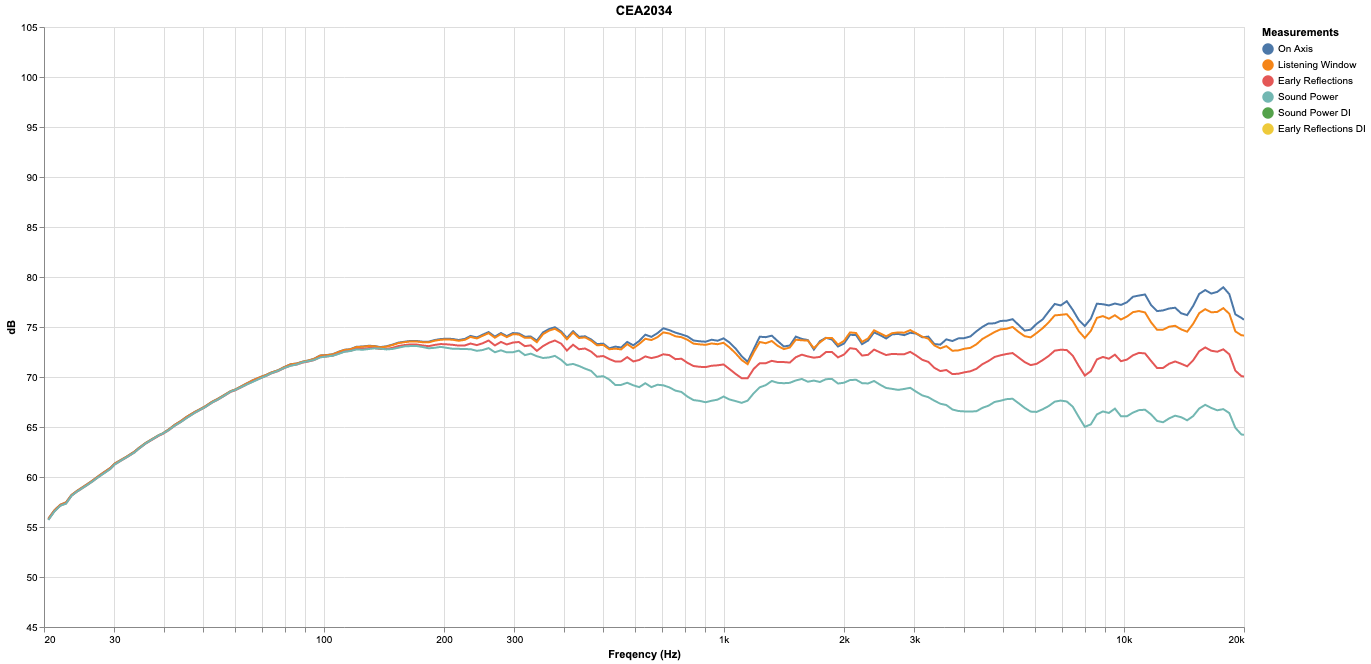 CEA2034
105
100
95
90
85
80
75
70
65
60
55
50
45
dB
20
30
100
200
300
1k
2k
3k
10k
20k
Freqency (Hz)
Measurements
On Axis
Listening Window
Early Reflections
Sound Power
Sound Power DI
Early Reflections DI